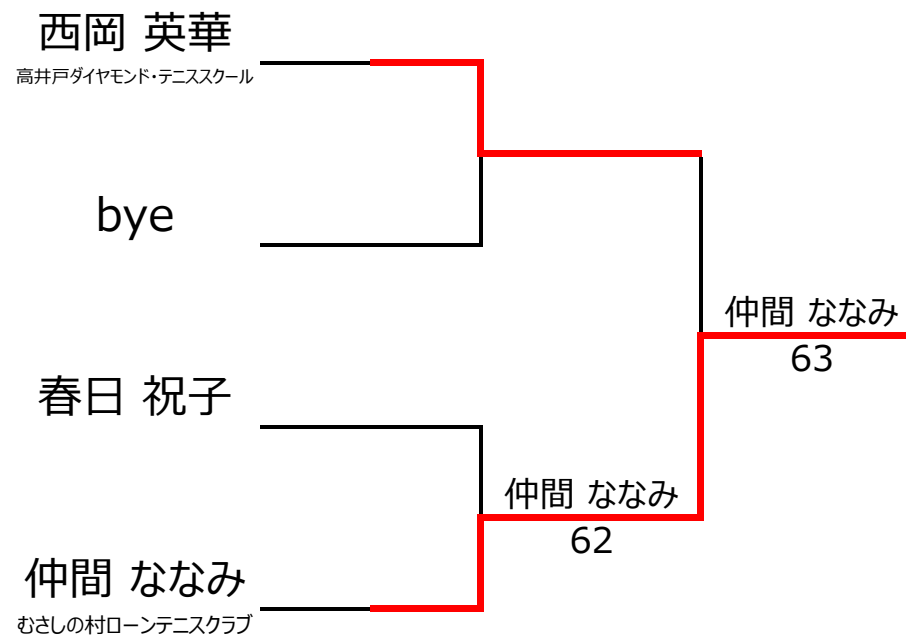 西岡 英華
高井戸ダイヤモンド・テニススクール
bye
春日 祝子
仲間 ななみ
むさしの村ローンテニスクラブ
仲間 ななみ
62
仲間 ななみ
63